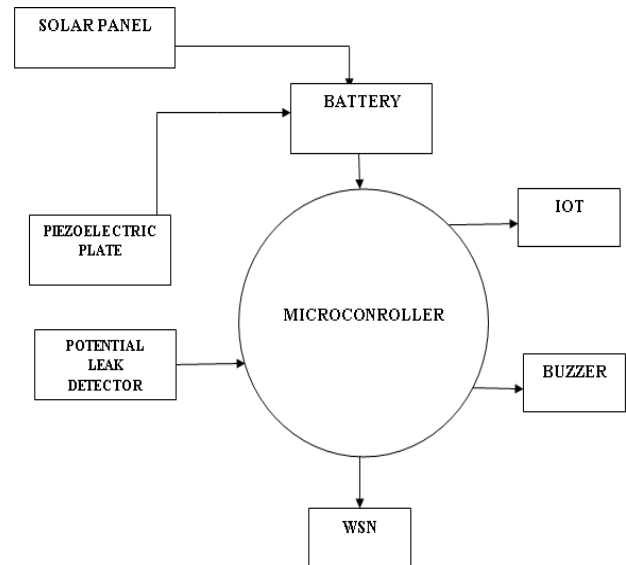 SOLAR PANEL
BATTERY
PIEZOELECTRIC
PLATE
IOT
MICROCONROLLER
POTENTIAL
LEAK
DETECTOR
BUZZER
WSN